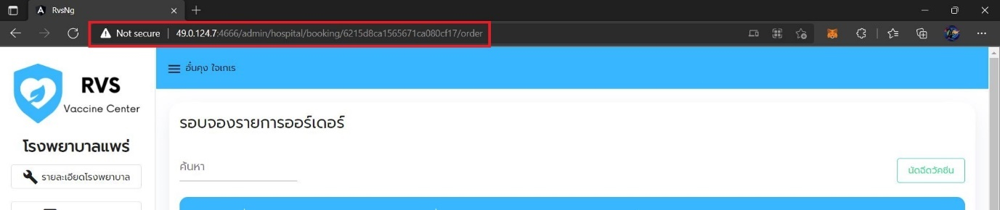 RvsNg
Not secure | 49.0.124.7:4666/admin/hospital/booking/6215d8ca1565671ca080cf17/order
RVS
Vaccine Center
อั๋นคุง ใจเกเร
รอบจองรายการออร์เดอร์
โรงพยาบาลแพร่
ค้นหา
นัดฉีดวัคซีน
รายละเอียดโรงพยาบาล